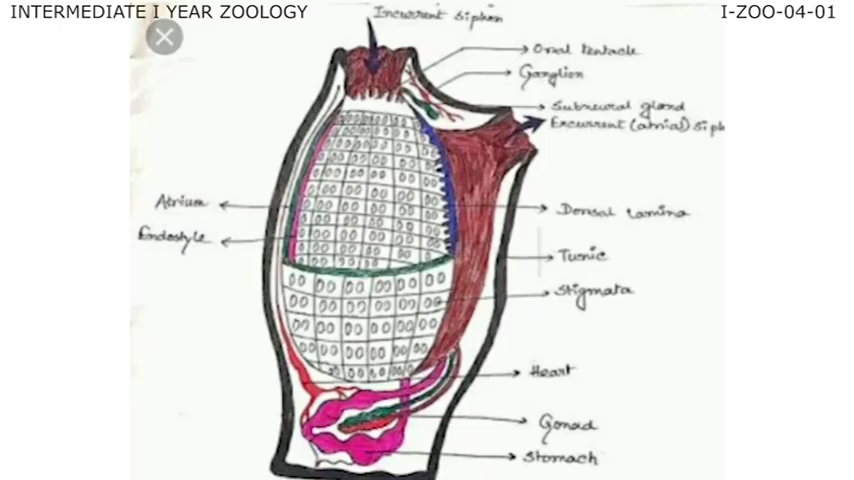 INTERMEDIATE I YEAR ZOOLOGY
I-ZOO-04-01
Incurrent Siphon
Oral tentacle
Ganglion
Subneural gland
Excurrent (atrial) siph
Atrium
Dorsal Lamina
Endostyle
Tunic
Stigmata
Heart
Gonad
Stomach